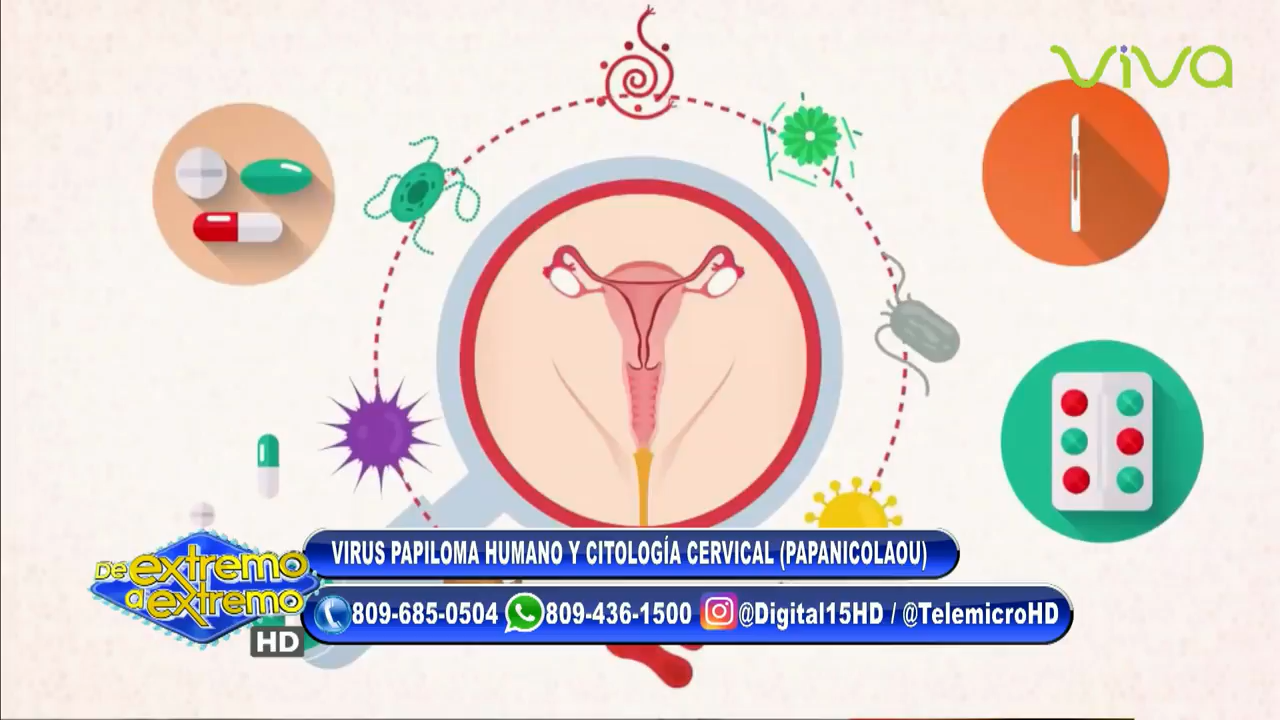 viva
VIRUS PAPILOMA HUMANO Y CITOLOGÍA CERVICAL (PAPANICOLAOU)
De extremo
a extremo
HD
809-685-0504 809-436-1500 @Digital15HD / @TelemicroHD